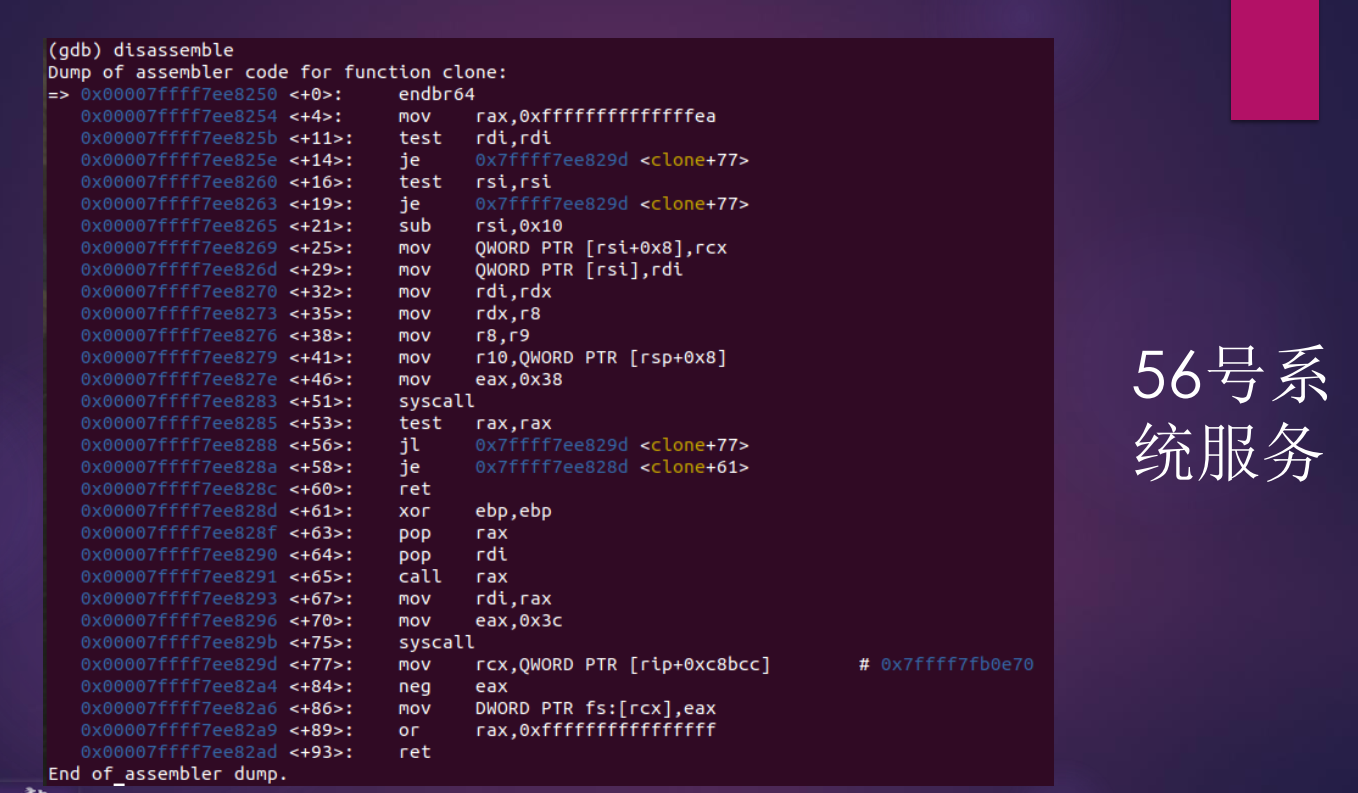 (gdb) disassemble
Dump of assembler code for function clone:
=> 0x00007ffff7ee8250 <+0>:     endbr64
   0x00007ffff7ee8254 <+4>:     mov    rax,0xffffffffffffffea
   0x00007ffff7ee825b <+11>:    test   rdi,rdi
   0x00007ffff7ee825e <+14>:    je     0x7ffff7ee829d <clone+77>
   0x00007ffff7ee8260 <+16>:    test   rsi,rsi
   0x00007ffff7ee8263 <+19>:    je     0x7ffff7ee829d <clone+77>
   0x00007ffff7ee8265 <+21>:    sub    rsi,0x10
   0x00007ffff7ee8269 <+25>:    mov    QWORD PTR [rsi+0x8],rcx
   0x00007ffff7ee826d <+29>:    mov    QWORD PTR [rsi],rdi
   0x00007ffff7ee8270 <+32>:    mov    rdi,rdx
   0x00007ffff7ee8273 <+35>:    mov    rdx,r8
   0x00007ffff7ee8276 <+38>:    mov    r8,r9
   0x00007ffff7ee8279 <+41>:    mov    r10,QWORD PTR [rsp+0x8]
   0x00007ffff7ee827e <+46>:    mov    eax,0x38
   0x00007ffff7ee8283 <+51>:    syscall
   0x00007ffff7ee8285 <+53>:    test   rax,rax
   0x00007ffff7ee8288 <+56>:    jl     0x7ffff7ee829d <clone+77>
   0x00007ffff7ee828a <+58>:    je     0x7ffff7ee828d <clone+61>
   0x00007ffff7ee828c <+60>:    ret
   0x00007ffff7ee828d <+61>:    xor    ebp,ebp
   0x00007ffff7ee828f <+63>:    pop    rax
   0x00007ffff7ee8290 <+64>:    pop    rdi
   0x00007ffff7ee8291 <+65>:    call   rax
   0x00007ffff7ee8293 <+67>:    mov    rdi,rax
   0x00007ffff7ee8296 <+70>:    mov    eax,0x3c
   0x00007ffff7ee829b <+75>:    syscall
   0x00007ffff7ee829d <+77>:    mov    rcx,QWORD PTR [rip+0xc8bcc]        # 0x7ffff7fb0e70
   0x00007ffff7ee82a4 <+84>:    neg    eax
   0x00007ffff7ee82a6 <+86>:    mov    DWORD PTR fs:[rcx],eax
   0x00007ffff7ee82a9 <+89>:    or     rax,0xffffffffffffffff
   0x00007ffff7ee82ad <+93>:    ret
End of assembler dump.
56号系
统服务